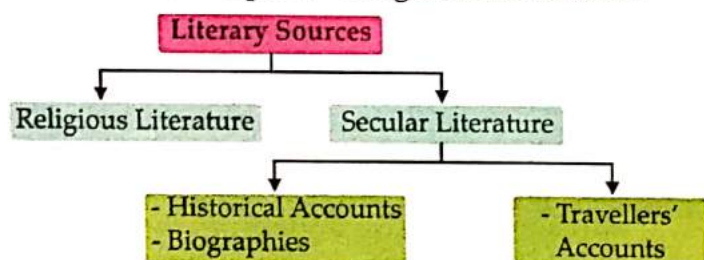 Literary Sources
Religious Literature
Secular Literature
- Historical Accounts
- Biographies
- Travellers'
Accounts